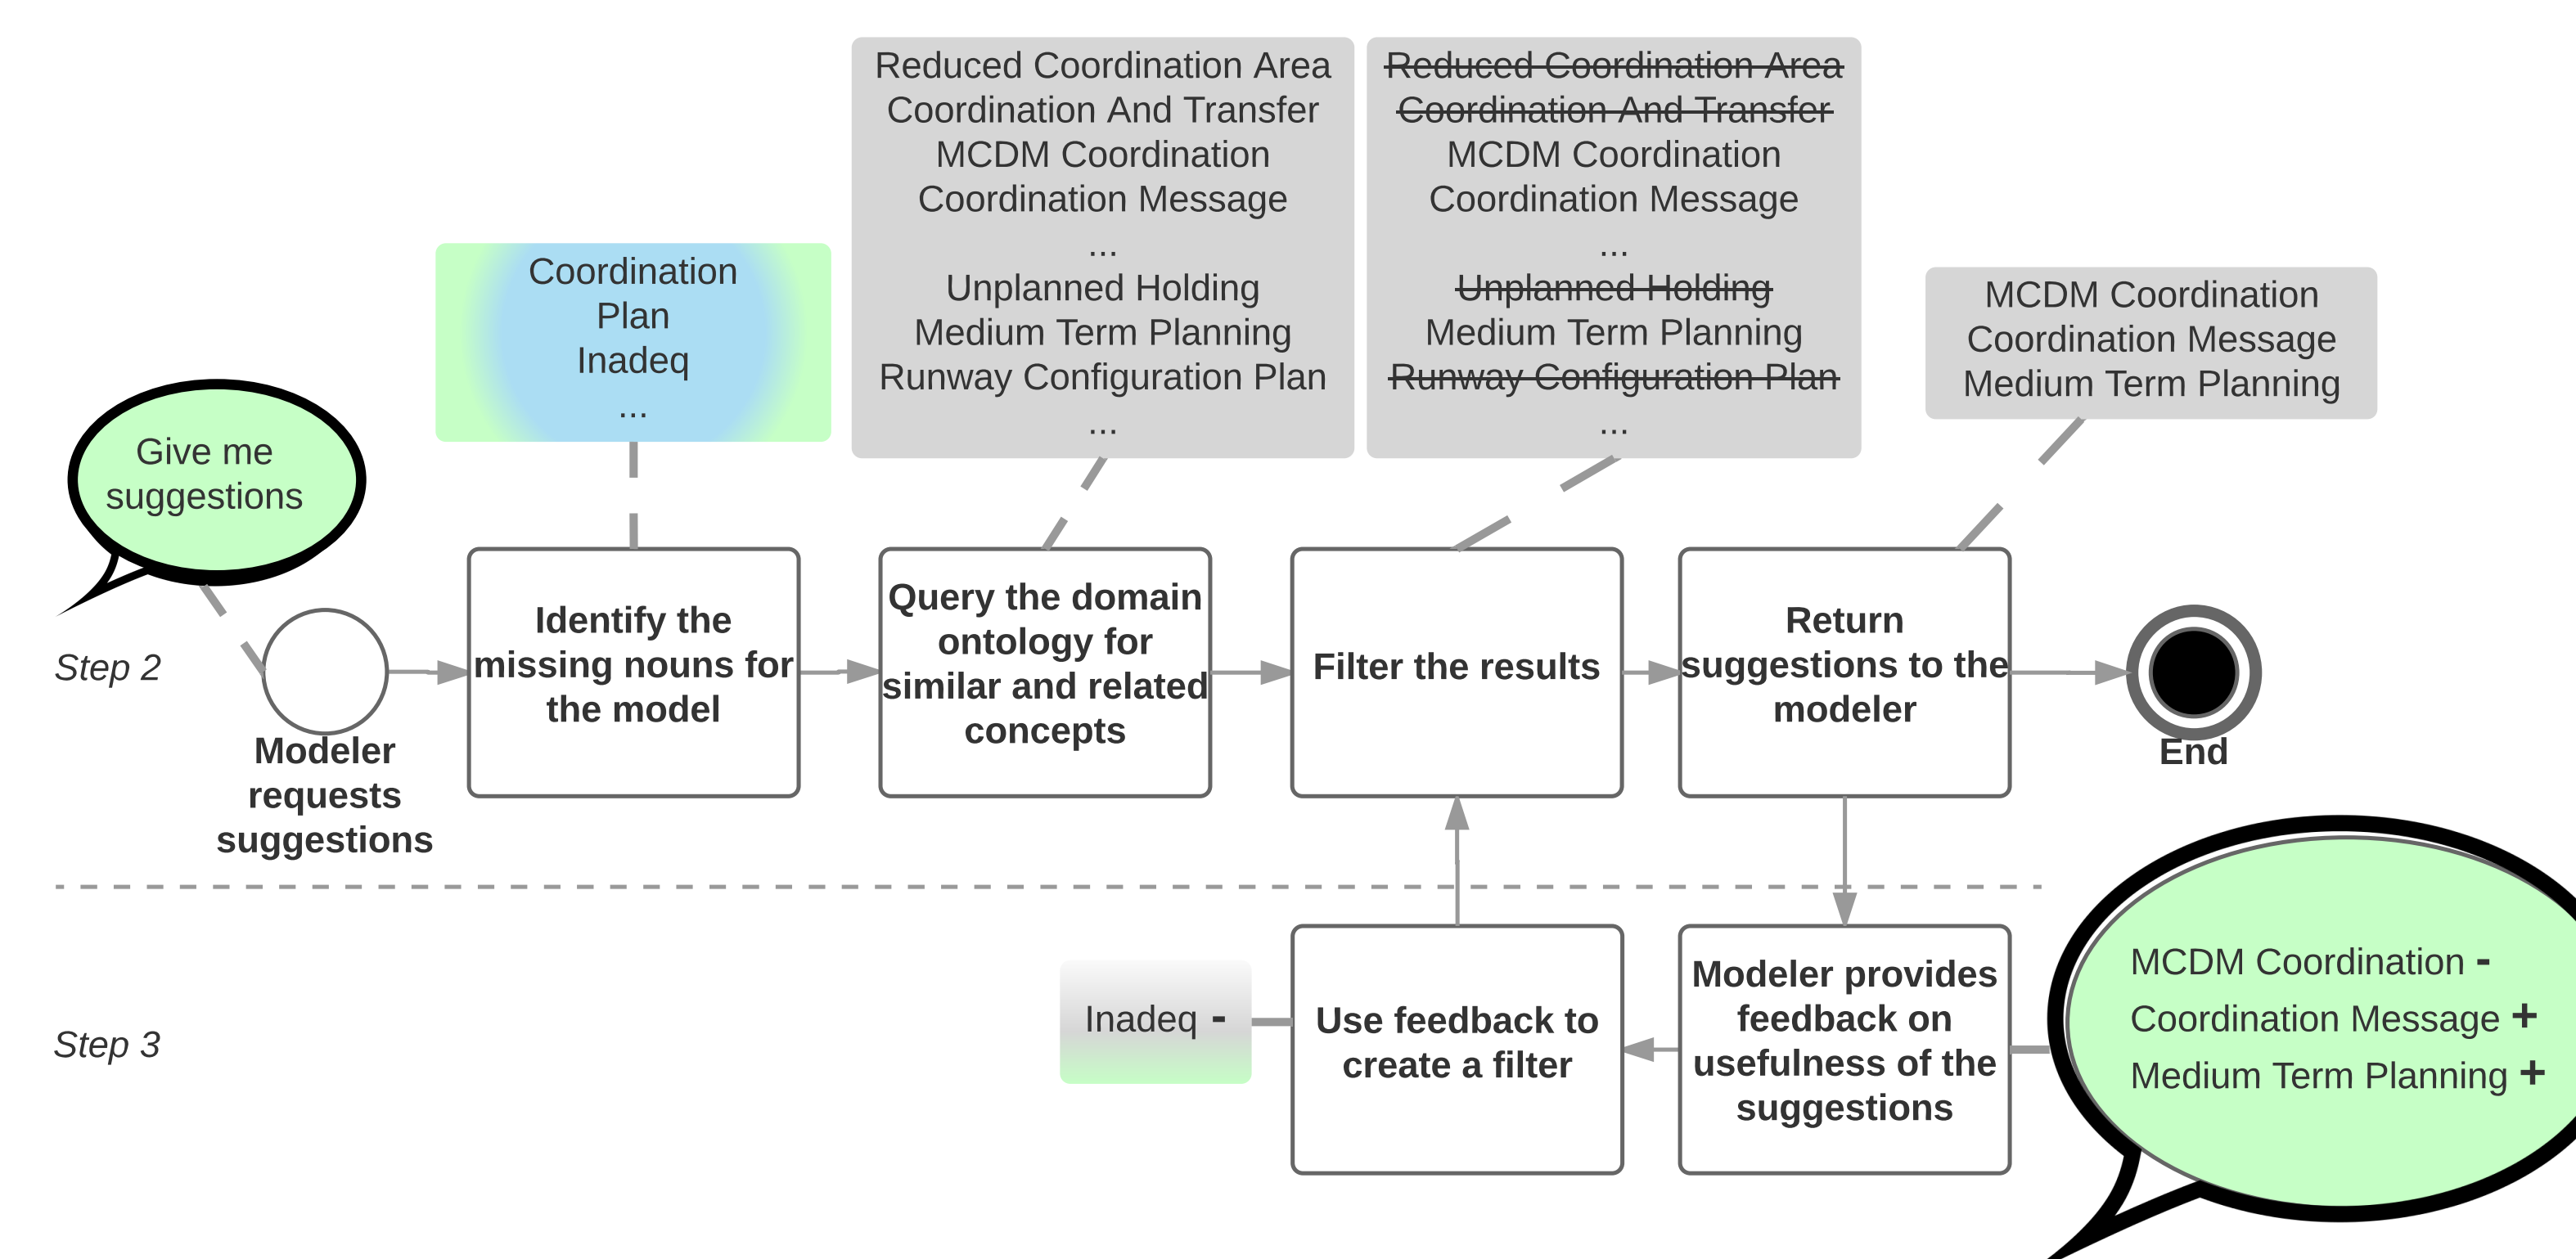 Reduced Coordination Area
Coordination And Transfer
MCDM Coordination
Coordination Message
...
Unplanned Holding
Medium Term Planning
Runway Configuration Plan
...
Reduced Coordination Area
Coordination And Transfer
MCDM Coordination
Coordination Message
...
Unplanned Holding
Medium Term Planning
Runway Configuration Plan
...
Coordination
Plan
Inadeq
...
MCDM Coordination
Coordination Message
Medium Term Planning
Give me
suggestions
Step 2
Modeler
requests
suggestions
Identify the
missing nouns for
the model
Query the domain
ontology for
similar and related
concepts
Filter the results
Return
suggestions to the
modeler
End
Step 3
Inadeq -
Use feedback to
create a filter
Modeler provides
feedback on
usefulness of the
suggestions
MCDM Coordination -
Coordination Message +
Medium Term Planning +